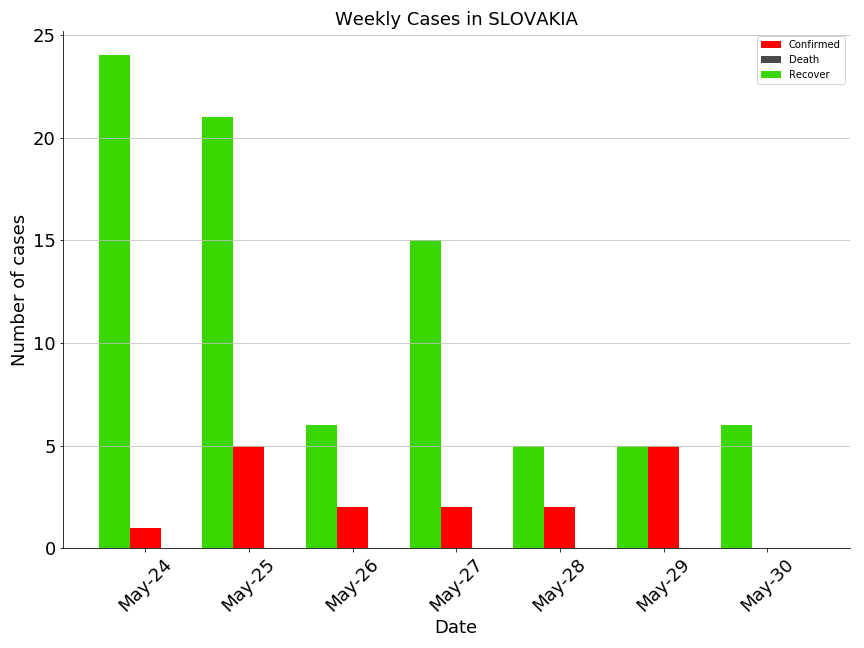 Weekly Cases in SLOVAKIA
Confirmed
Death
Recover
Number of cases
25
20
15
10
5
0
May-24
May-25
May-26
May-27
May-28
May-29
May-30
Date